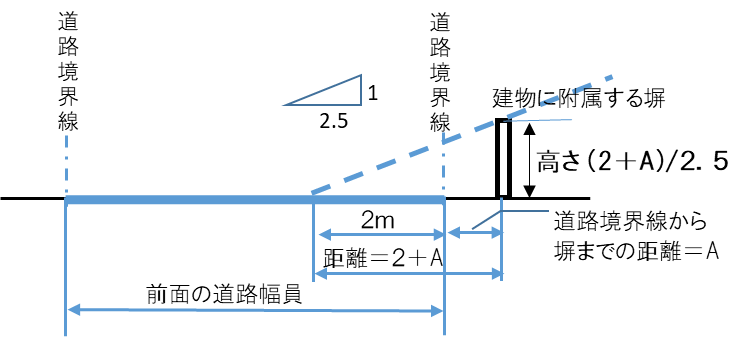 道路境界線
道路境界線
1
2.5
建物に附属する塀
高さ(2+A)/2.5
2m
道路境界線から
塀までの距離=A
距離=2+A
前面の道路幅員